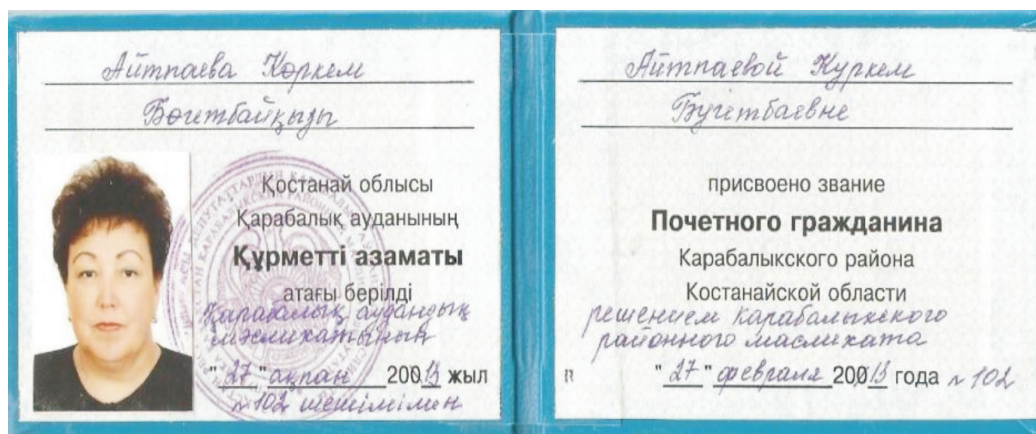 Айтпаева Көркем
Бөгетбайқызы
Қостанай облысы
Қарабалық ауданының
Құрметті азаматы
атағы берілді
Қарабалық аудандық
мәслихатының
"27" ақпан 2013 жыл
№102 шешімімен
Айтпаевой Куркем
Бугетбаевне
присвоено звание
Почетного гражданина
Карабалыкского района
Костанайской области
решением Карабалыкского
районного маслихата
"27" февраля 2013 года №102